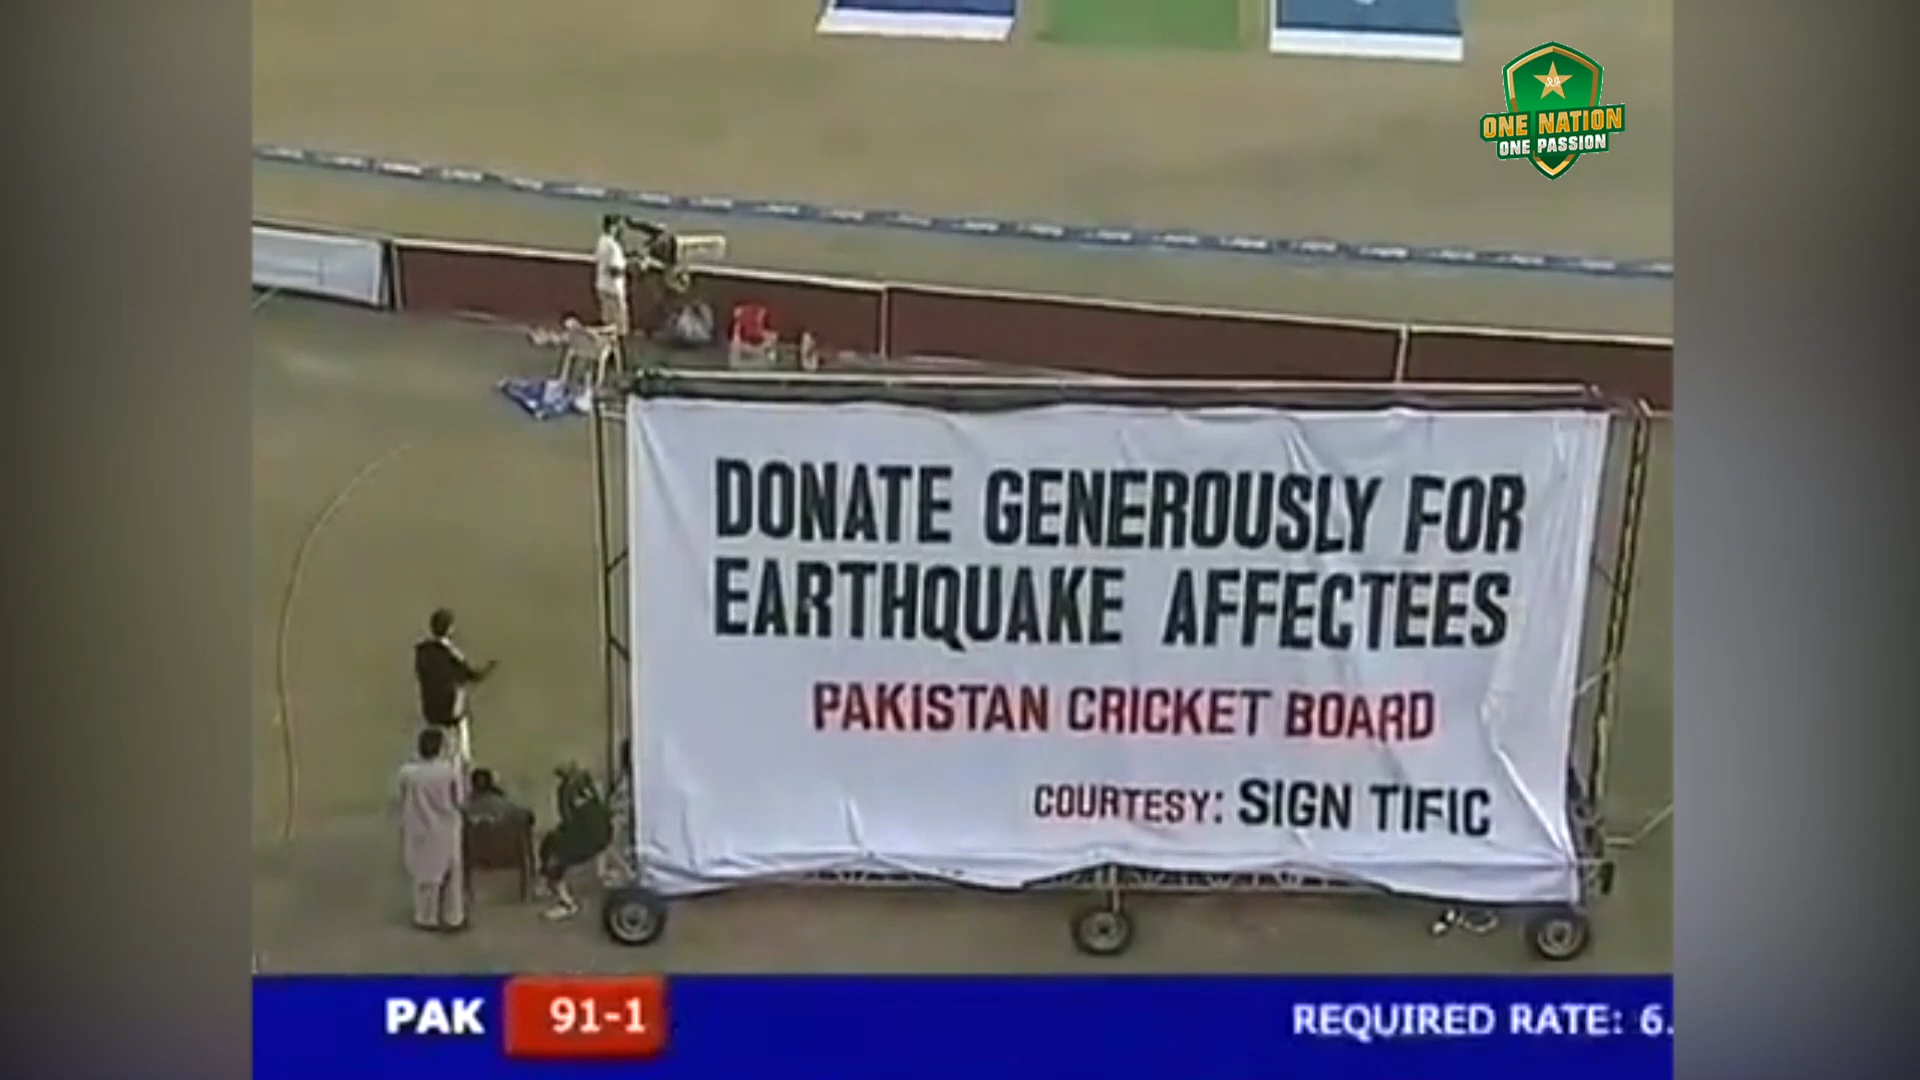 ONE NATION
ONE PASSION
DONATE GENEROUSLY FOR
EARTHQUAKE AFFECTEES
PAKISTAN CRICKET BOARD
COURTESY: SIGN TIFIC
PAK 91-1 REQUIRED RATE: 6.